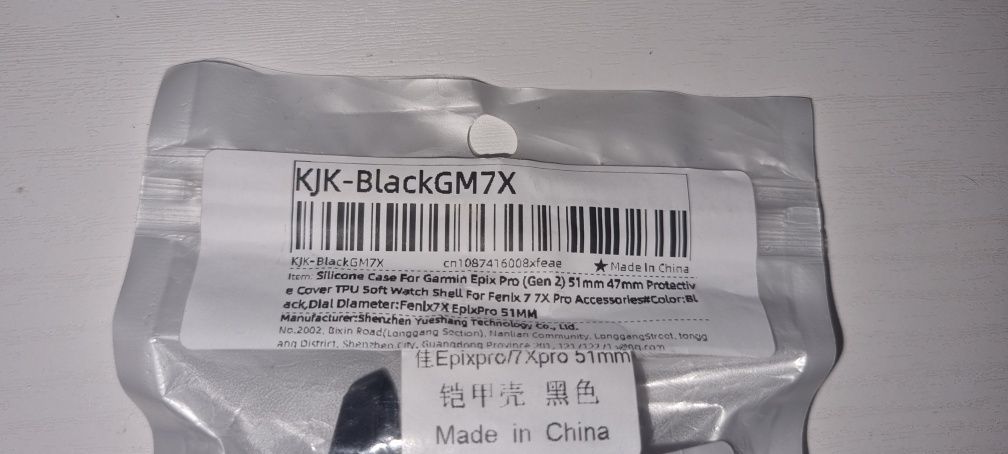 KJK-BlackGM7X
KJK-BlackGM7X cn1087416008xfeae ★Made In China
Item: Silicone Case For Garmin Epix Pro (Gen 2) 51mm 47mm Protectiv
e Cover TPU Soft Watch Shell For Fenix 7 7X Pro Accessories#Color:Bl
ack,Dial Diameter:Fenix7X EpixPro 51MM
Manufacturer:Shenzhen Yueshang Technology Co., Ltd.
No.2002, Bixin Road(Longgang Section), Nanlian Community, LonggangStreet, longg
ang District, Shenzhen City, Guangdong Province
佳Epixpro/7Xpro 51mm
铠甲壳 黑色
Made in China